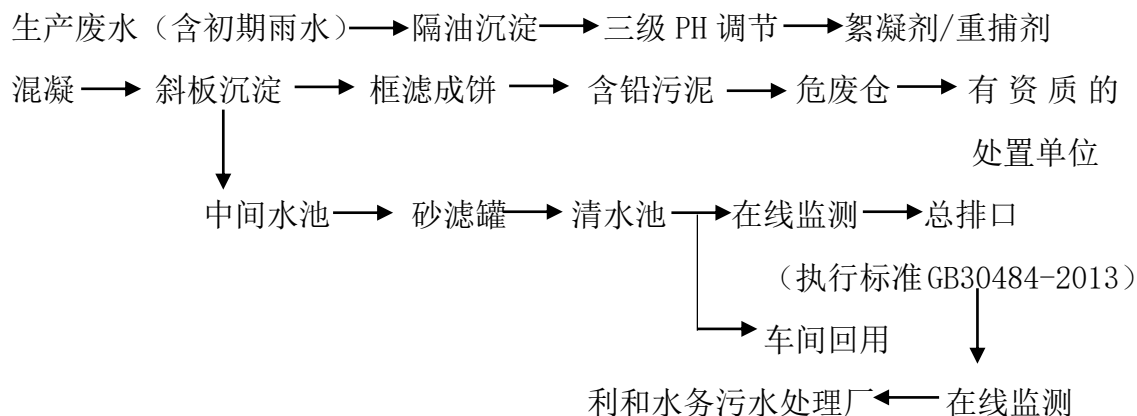 生产废水（含初期雨水）→隔油沉淀→三级 PH 调节→絮凝剂/重捕剂
混凝→斜板沉淀→框滤成饼→含铅污泥→危废仓→有资质的
处置单位
中间水池→砂滤罐→清水池→在线监测→总排口
（执行标准GB30484-2013）
车间回用
利和水务污水处理厂←在线监测